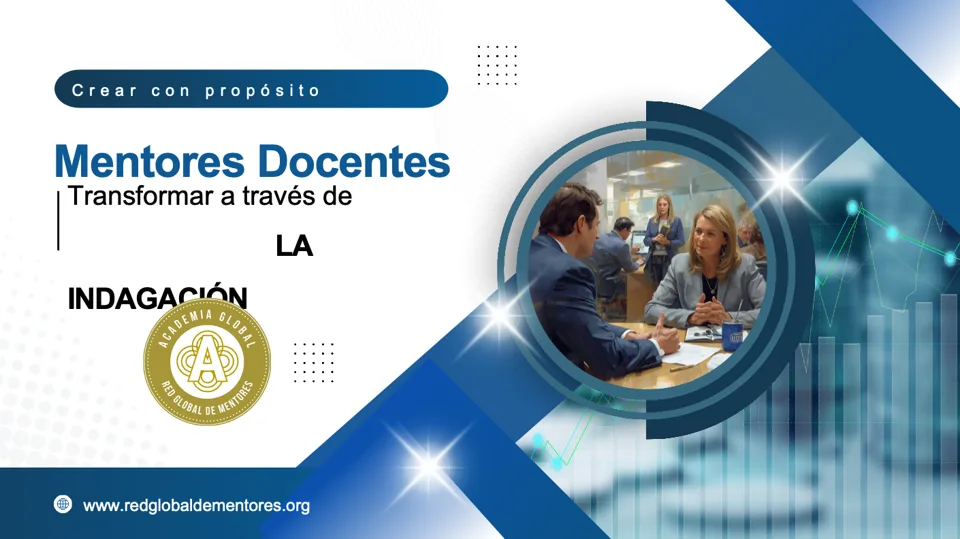 Crear con propósito
Mentores Docentes
Transformar a través de
LA
INDAGACIÓN
ACADEMIA GLOBAL
A
RED GLOBAL DE MENTORES
www.redglobaldementores.org